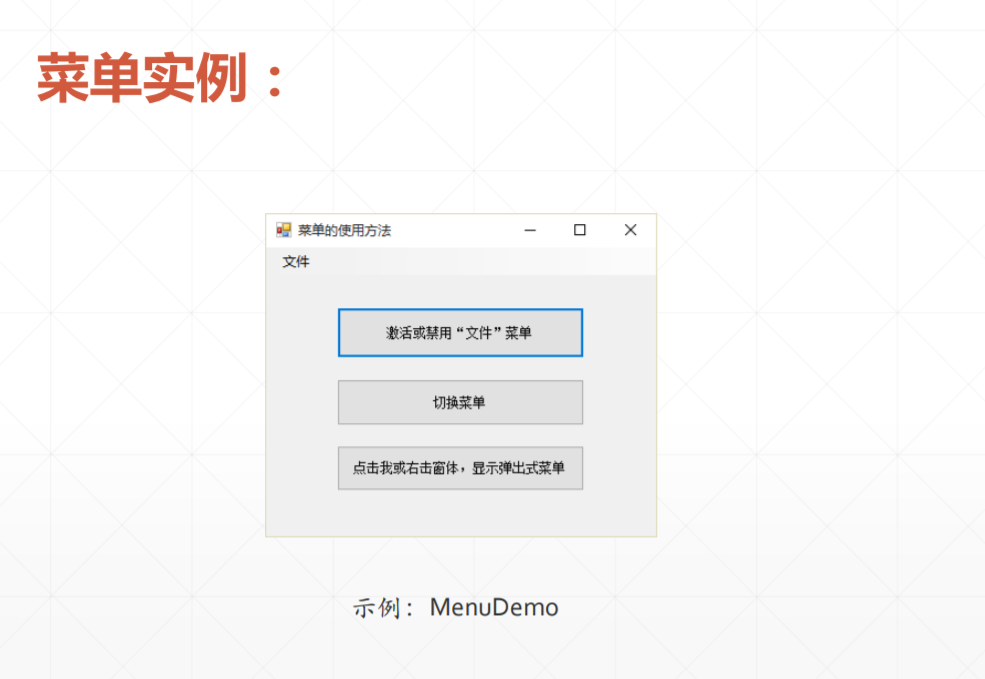 菜单实例：
菜单的使用方法
文件
激活或禁用“文件”菜单
切换菜单
点击我或右击窗体，显示弹出式菜单
示例：MenuDemo